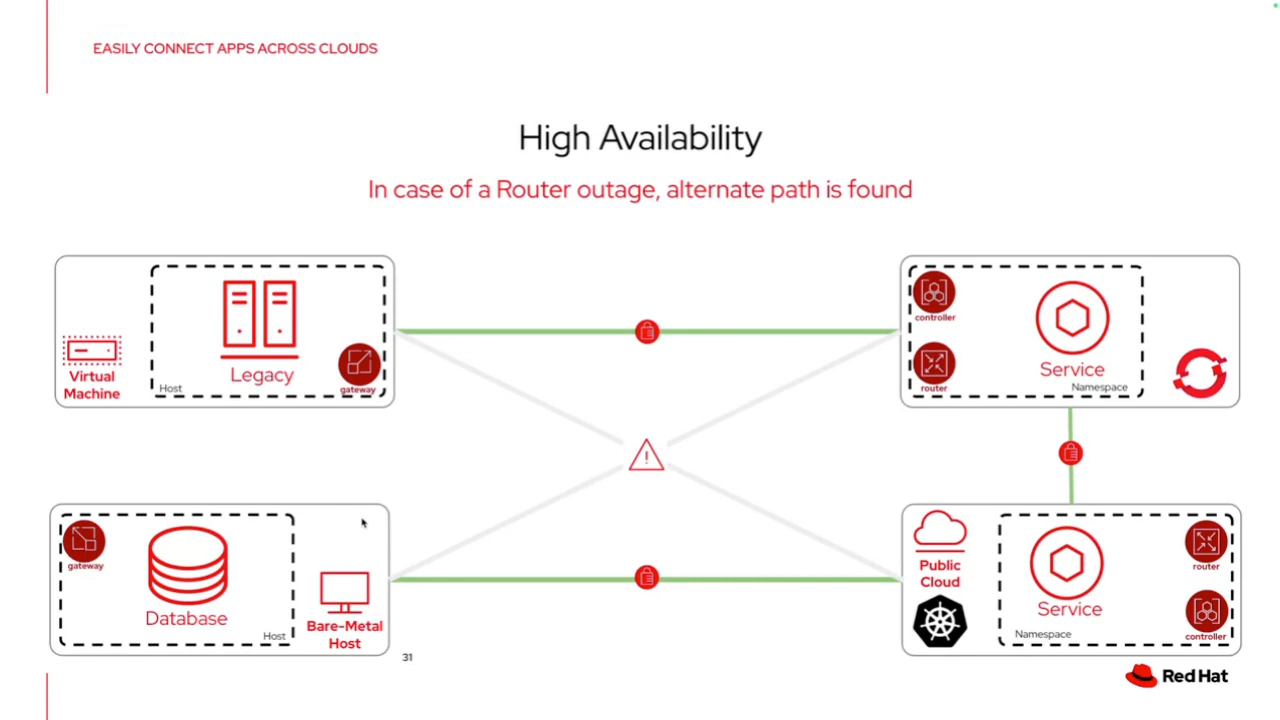 EASILY CONNECT APPS ACROSS CLOUDS
High Availability
In case of a Router outage, alternate path is found
Virtual
Machine
Host
Legacy
gateway
controller
router
Service
Namespace
gateway
Database
Host
Bare-Metal
Host
Public
Cloud
Service
Namespace
router
controller
31
Red Hat